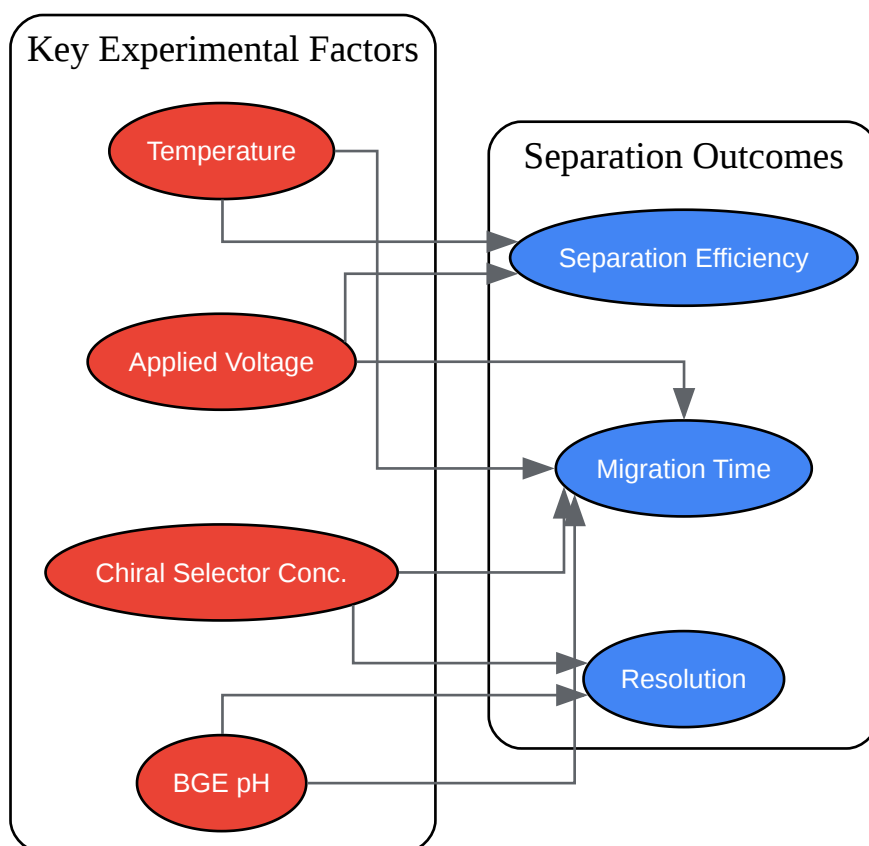 Key Experimental Factors
Temperature
Applied Voltage
Chiral Selector Conc.
BGE pH
Separation Outcomes
Separation Efficiency
Migration Time
Resolution